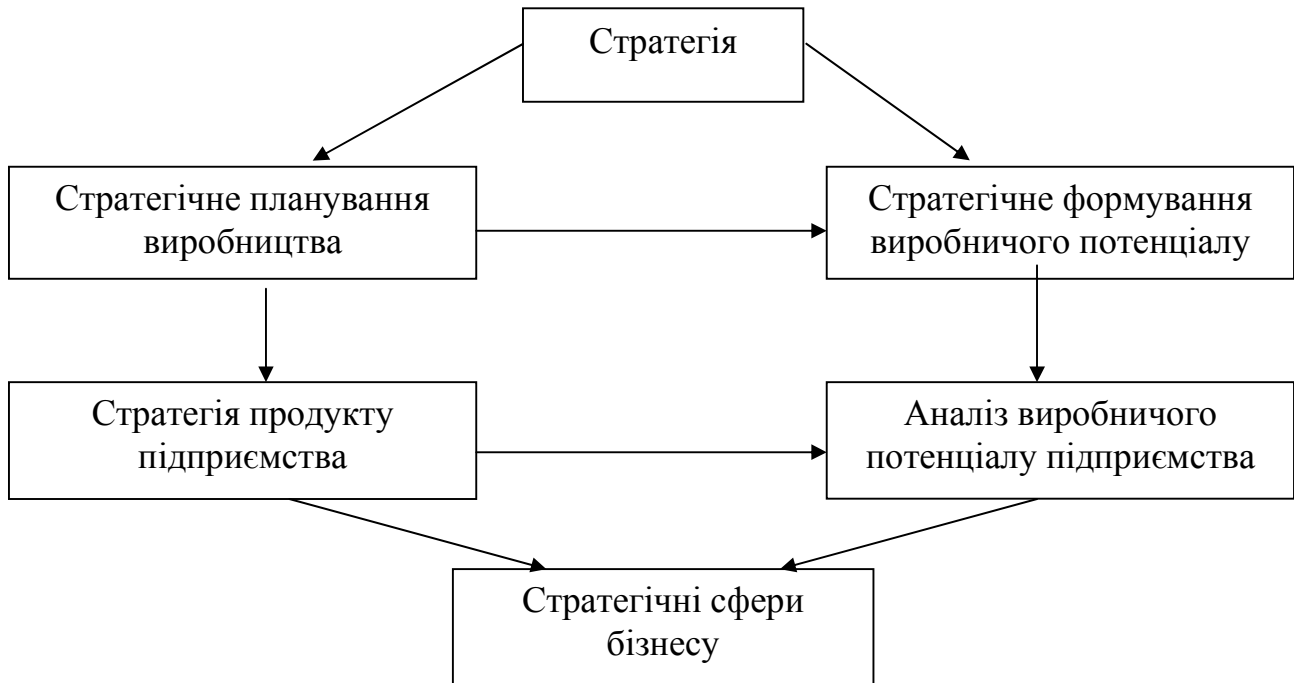 Стратегія
Стратегічне планування
виробництва
Стратегічне формування
виробничого потенціалу
Стратегія продукту
підприємства
Аналіз виробничого
потенціалу підприємства
Стратегічні сфери
бізнесу